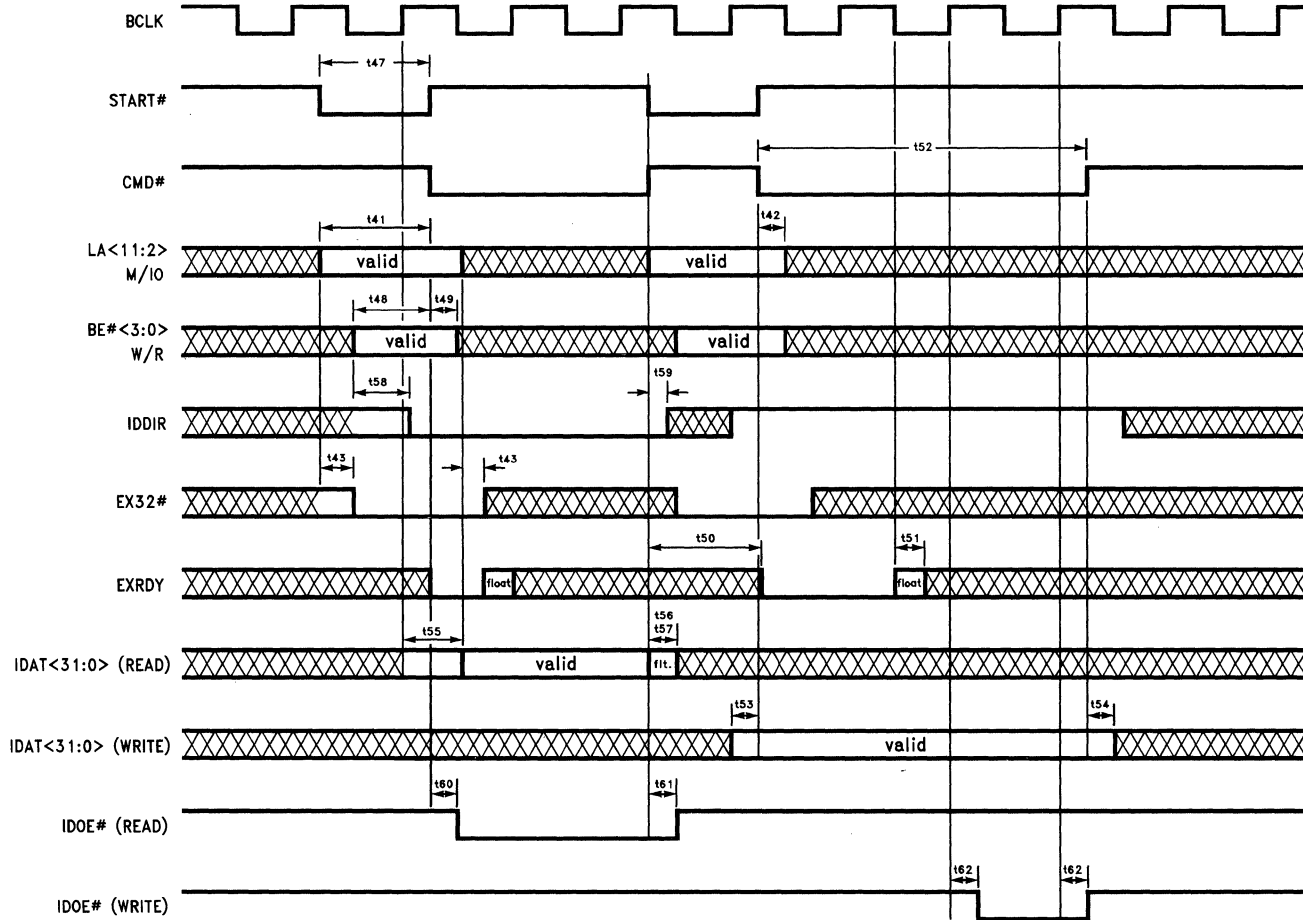 BCLK
t47
START#
t52
CMD#
t41
t42
LA<11:2>
M/IO
valid
valid
t48
t49
BE#<3:0>
W/R
valid
valid
t58
t59
IDDIR
t43
t43
EX32#
t50
t51
EXRDY
float
float
t55
t56
t57
IDAT<31:0> (READ)
valid
flt.
t53
t54
IDAT<31:0> (WRITE)
valid
t60
t61
IDOE# (READ)
t62
t62
IDOE# (WRITE)